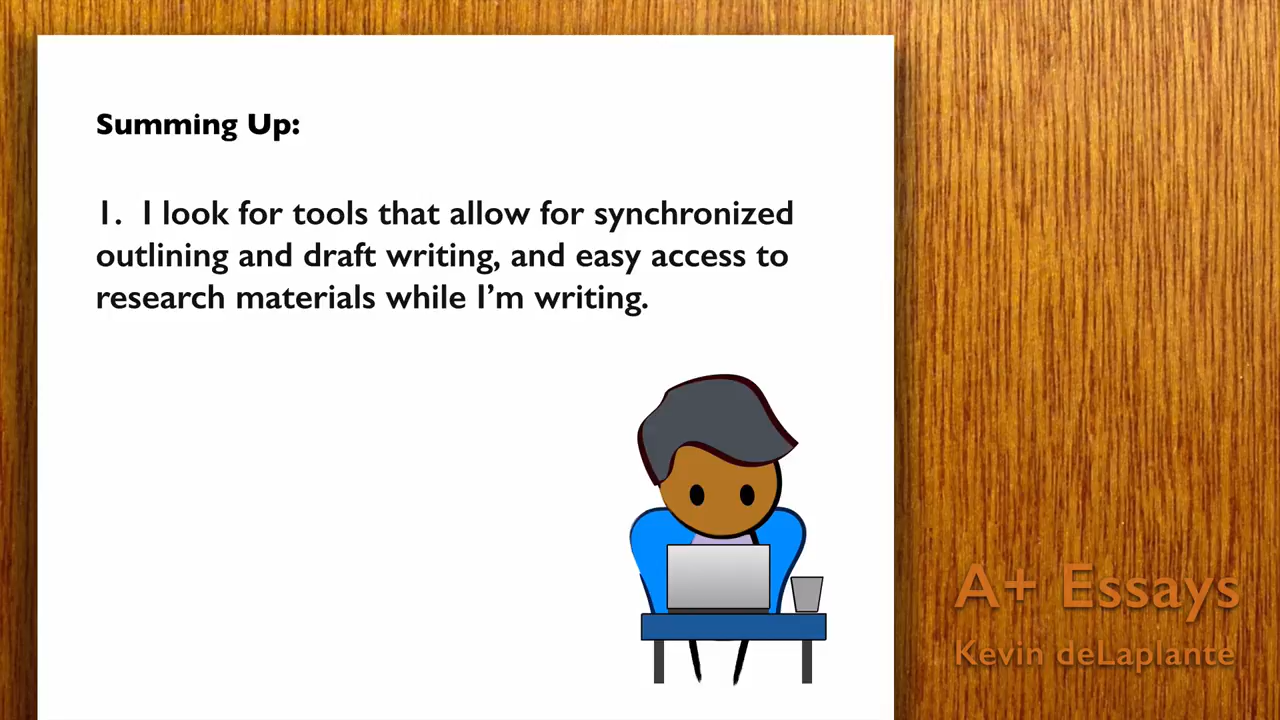 Summing Up:
1. I look for tools that allow for synchronized
outlining and draft writing, and easy access to
research materials while I’m writing.
A+ Essays
Kevin deLaplante